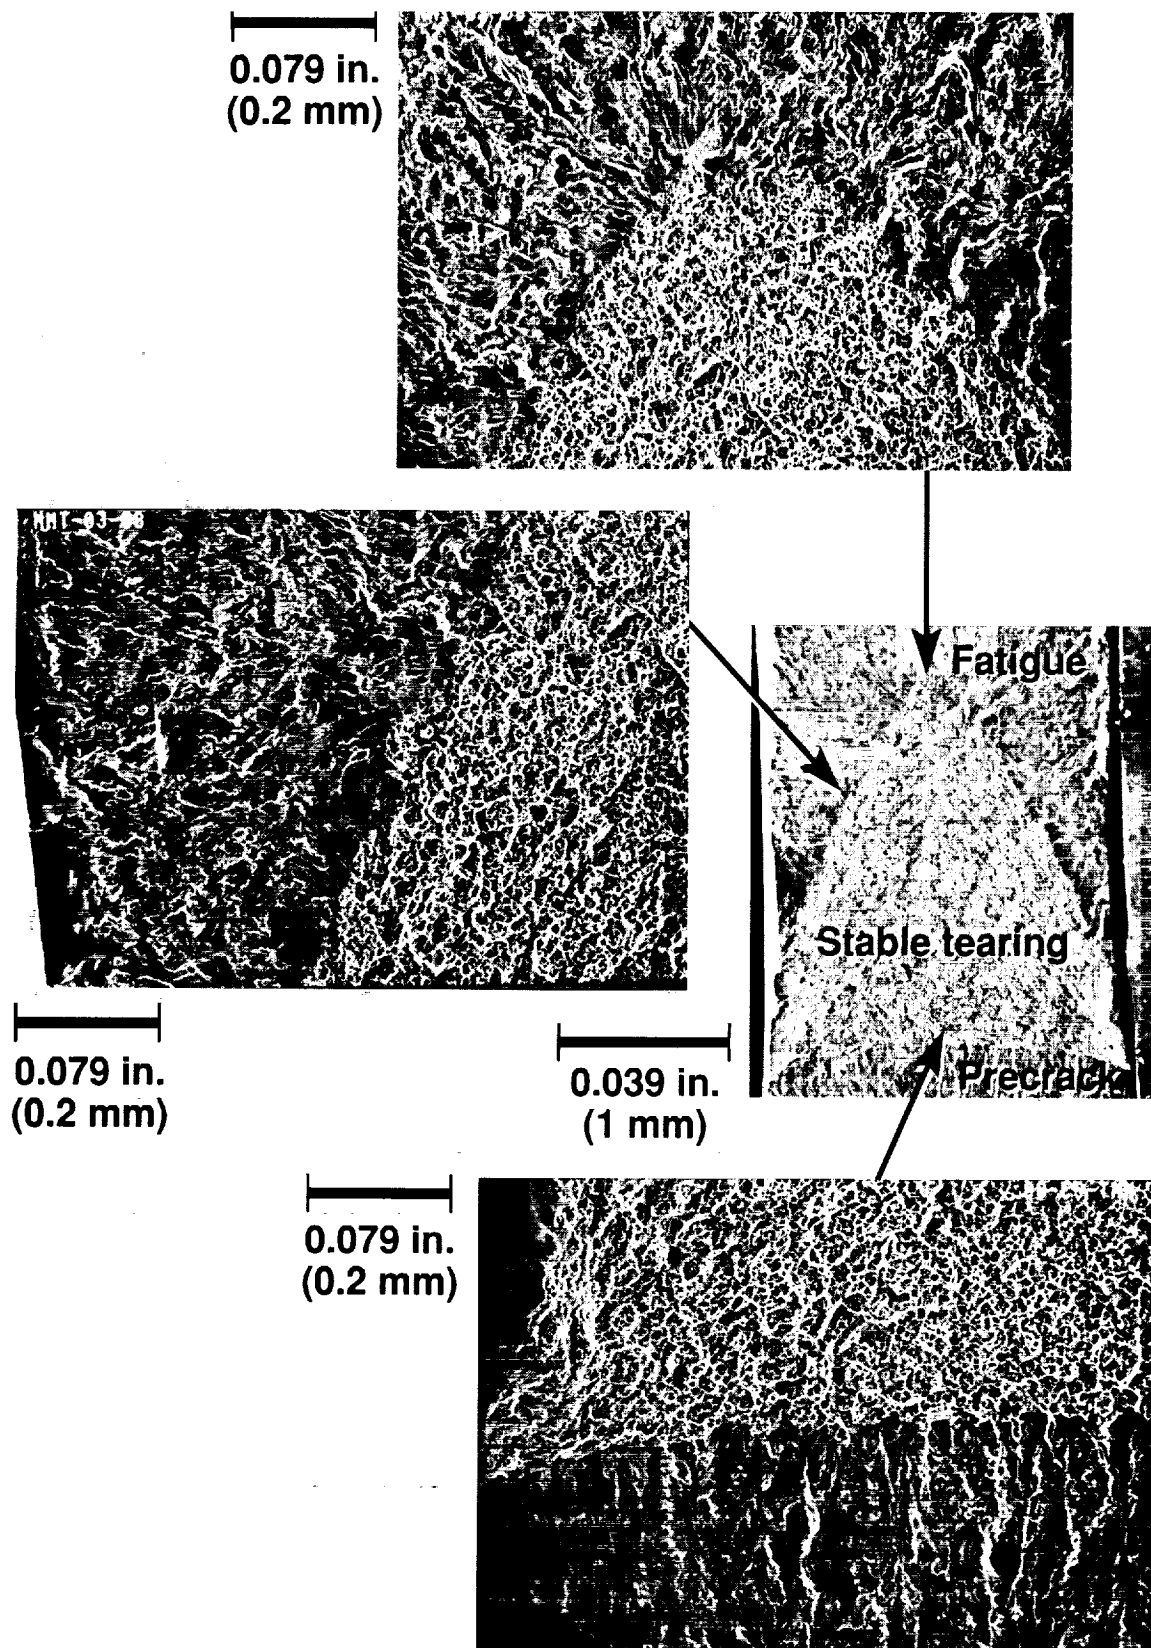 0.079 in.
(0.2 mm)
Fatigue
Stable tearing
Precrack
0.079 in.
(0.2 mm)
0.039 in.
(1 mm)
0.079 in.
(0.2 mm)